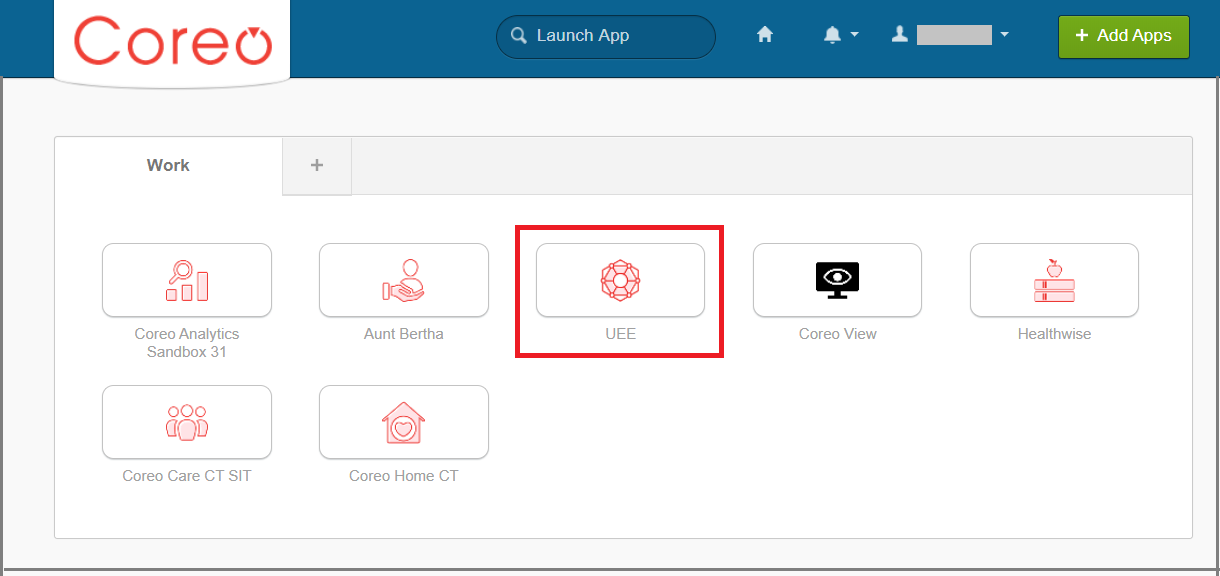 Coreo
Launch App
+ Add Apps
Work
+
Coreo Analytics
Sandbox 31
Aunt Bertha
UEE
Coreo View
Healthwise
Coreo Care CT SIT
Coreo Home CT